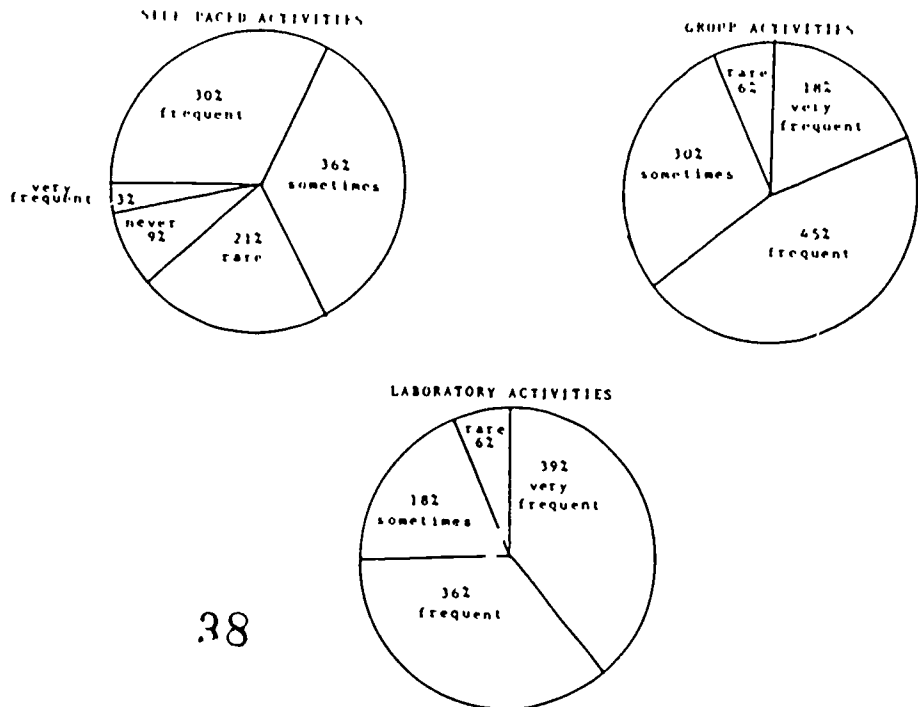 SELF PACED ACTIVITIES
30%
frequent
36%
sometimes
very
frequent
3%
never
9%
21%
rare
GROUP ACTIVITIES
rare
6%
18%
very
frequent
30%
sometimes
45%
frequent
LABORATORY ACTIVITIES
rare
6%
39%
very
frequent
18%
sometimes
36%
frequent
38